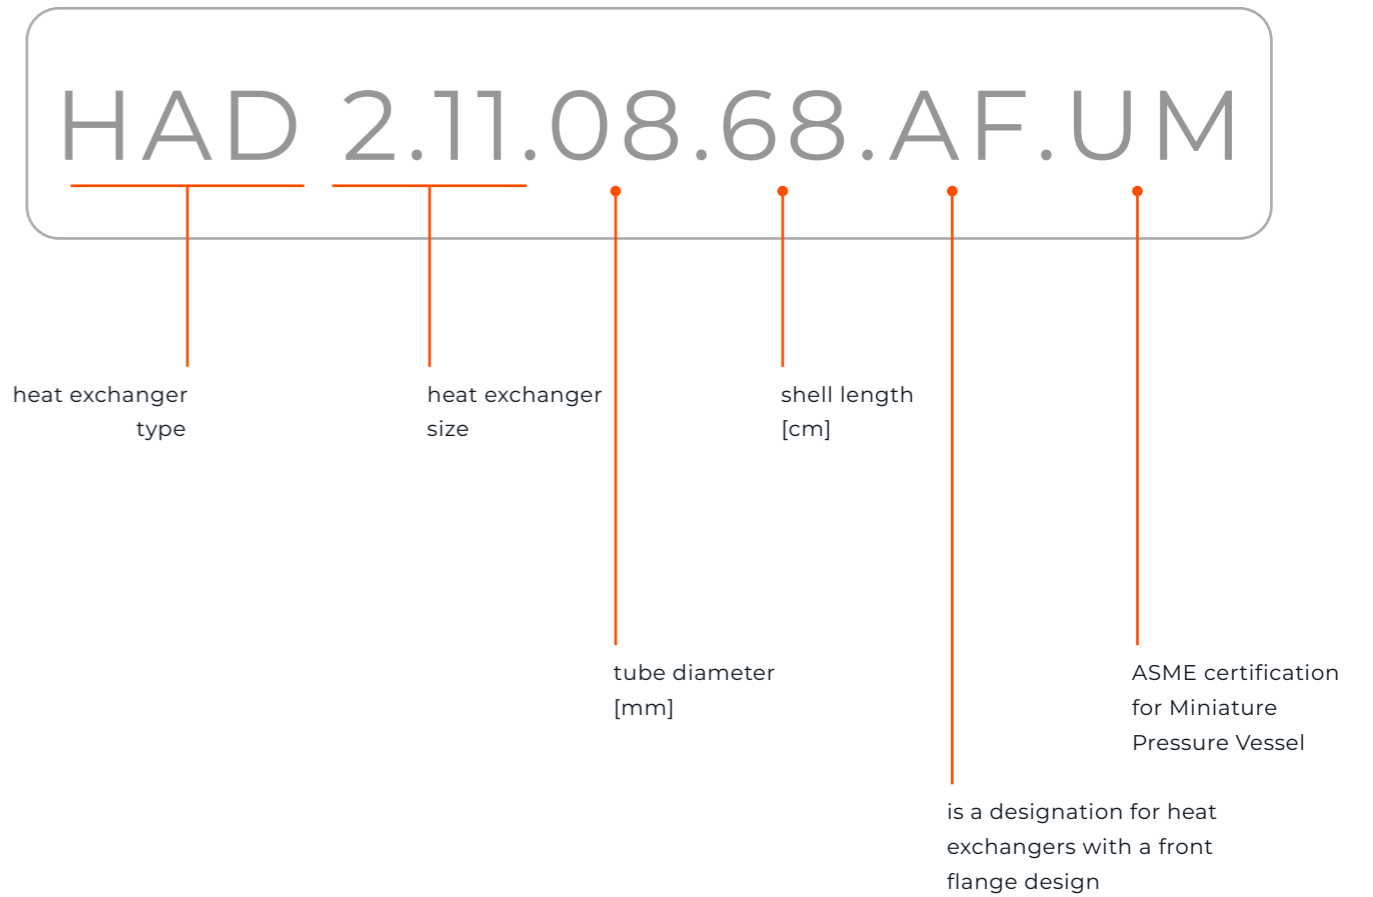 HAD 2.11.08.68.AF.UM
heat exchanger
type
heat exchanger
size
shell length
[cm]
tube diameter
[mm]
ASME certification
for Miniature
Pressure Vessel
is a designation for heat
exchangers with a front
flange design